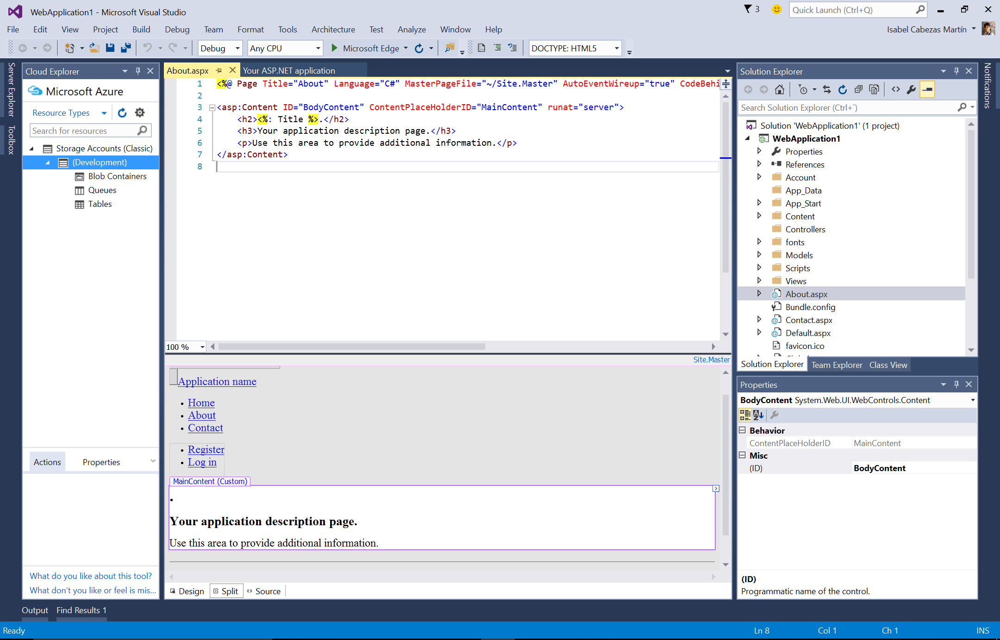 WebApplication1 - Microsoft Visual Studio
3
Quick Launch (Ctrl+Q)
File Edit View Project Build Debug Team Format Tools Architecture Test Analyze Window Help
Isabel Cabezas Martín
Debug Any CPU Microsoft Edge DOCTYPE: HTML5
Server Explorer
Toolbox
Cloud Explorer
Microsoft Azure
Resource Types
Search for resources
Storage Accounts (Classic)
(Development)
Blob Containers
Queues
Tables
Actions Properties
What do you like about this tool?
What don't you like or feel is mis...
About.aspx Your ASP.NET application
1 <%@ Page Title="About" Language="C#" MasterPageFile="~/Site.Master" AutoEventWireup="true" CodeBehi
2
3 <asp:Content ID="BodyContent" ContentPlaceHolderID="MainContent" runat="server">
4 <h2><%: Title %>.</h2>
5 <h3>Your application description page.</h3>
6 <p>Use this area to provide additional information.</p>
7 </asp:Content>
8
100 %
Site.Master
Application name
• Home
• About
• Contact
• Register
• Log in
MainContent (Custom)
.
Your application description page.
Use this area to provide additional information.
Design Split Source
Solution Explorer
Search Solution Explorer (Ctrl+`)
Solution 'WebApplication1' (1 project)
WebApplication1
Properties
References
Account
App_Data
App_Start
Content
Controllers
fonts
Models
Scripts
Views
About.aspx
Bundle.config
Contact.aspx
Default.aspx
favicon.ico
Solution Explorer Team Explorer Class View
Properties
BodyContent System.Web.UI.WebControls.Content
Behavior
ContentPlaceHolderID MainContent
Misc
(ID) BodyContent
(ID)
Programmatic name of the control.
Notifications
Output Find Results 1
Ready Ln 8 Col 1 Ch 1 INS